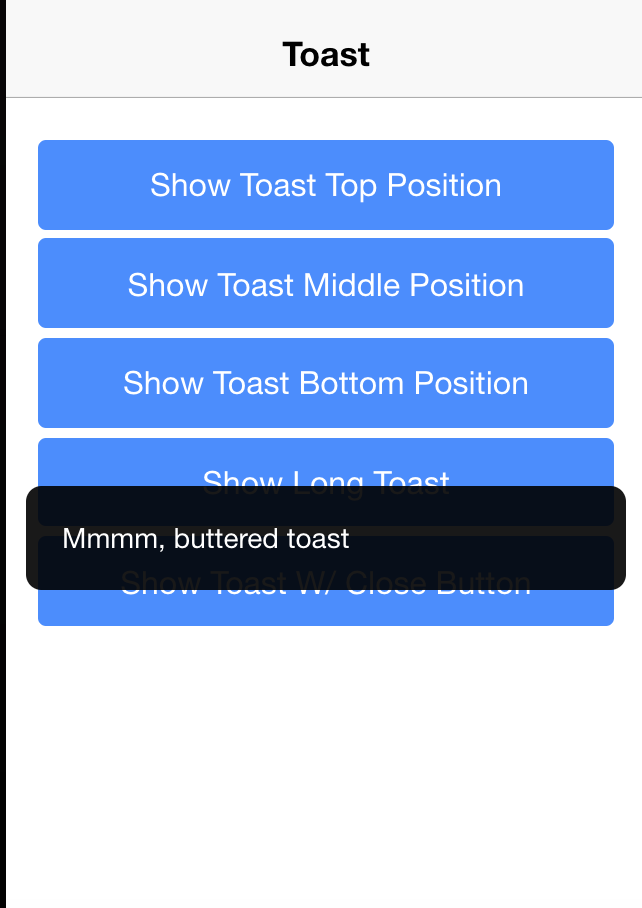 Toast
Show Toast Top Position
Show Toast Middle Position
Show Toast Bottom Position
Show Long Toast
Mmmm, buttered toast
Show Toast W/ Close Button